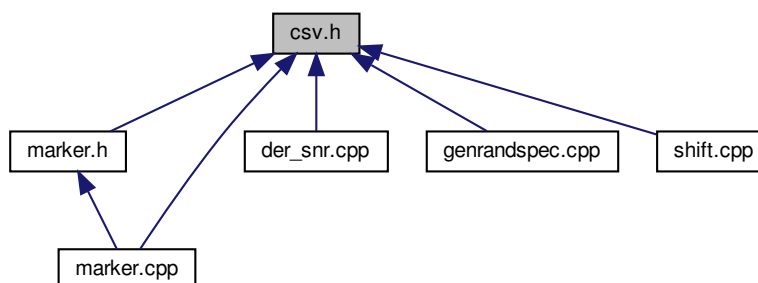 csv.h
marker.h
der_snr.cpp
genrandspec.cpp
shift.cpp
marker.cpp